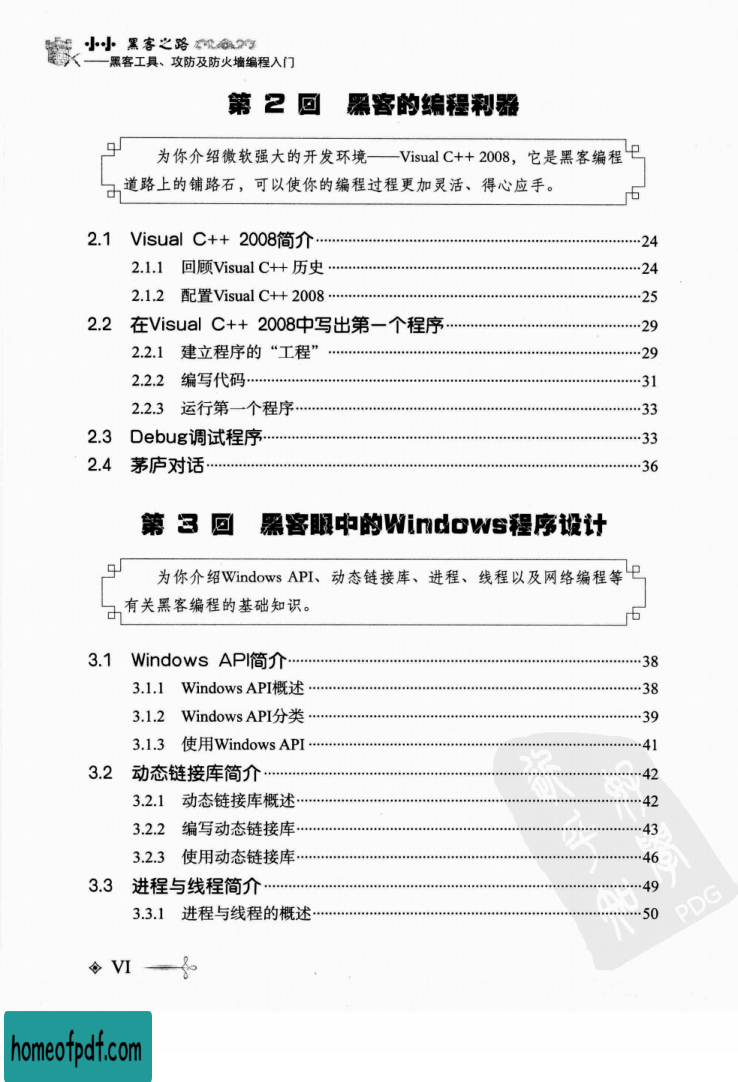 小小黑客之路
——黑客工具、攻防及防火墙编程入门
第2回 黑客的编程利器
为你介绍微软强大的开发环境——Visual C++ 2008，它是黑客编程
道路上的铺路石，可以使你的编程过程更加灵活、得心应手。
2.1 Visual C++ 2008简介……24
2.1.1 回顾Visual C++ 历史……24
2.1.2 配置Visual C++ 2008……25
2.2 在Visual C++ 2008中写出第一个程序……29
2.2.1 建立程序的“工程”……29
2.2.2 编写代码……31
2.2.3 运行第一个程序……33
2.3 Debug调试程序……33
2.4 茅庐对话……36
第3回 黑客眼中的Windows程序设计
为你介绍Windows API、动态链接库、进程、线程以及网络编程等
有关黑客编程的基础知识。
3.1 Windows API简介……38
3.1.1 Windows API概述……38
3.1.2 Windows API分类……39
3.1.3 使用Windows API……41
3.2 动态链接库简介……42
3.2.1 动态链接库概述……42
3.2.2 编写动态链接库……43
3.2.3 使用动态链接库……46
3.3 进程与线程简介……49
3.3.1 进程与线程的概述……50
PDG
VI
homeofpdf.com